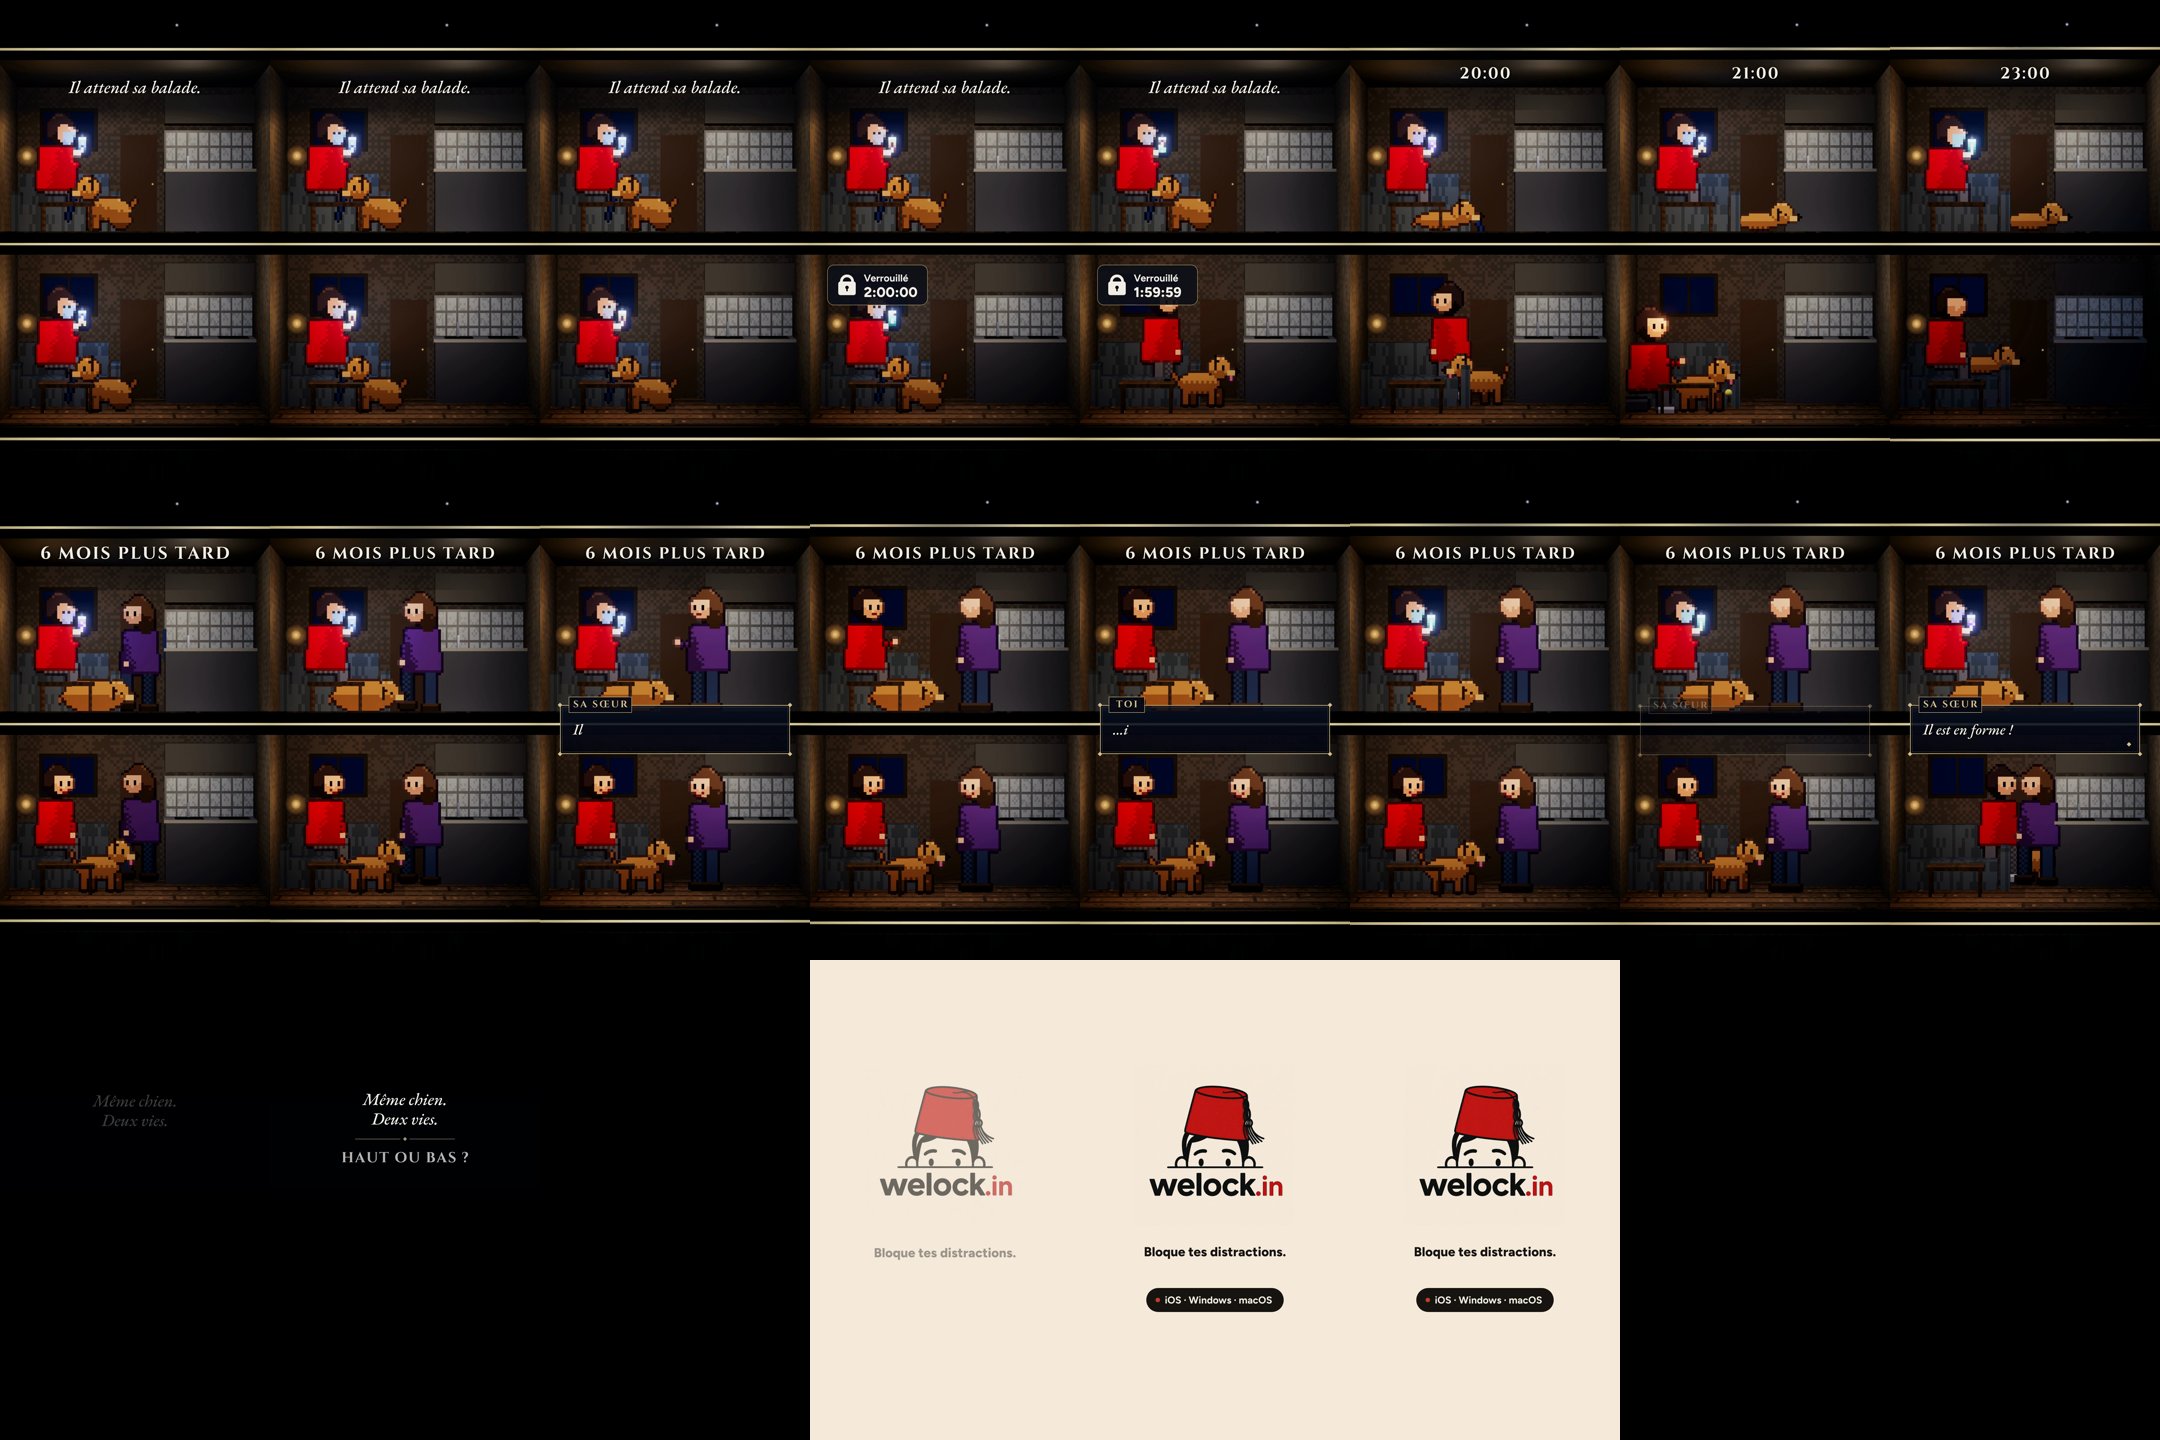 Il attend sa balade.
Il attend sa balade.
Il attend sa balade.
Il attend sa balade.
Il attend sa balade.
20:00
21:00
23:00
Verrouillé
2:00:00
Verrouillé
1:59:59
6 MOIS PLUS TARD
6 MOIS PLUS TARD
6 MOIS PLUS TARD
6 MOIS PLUS TARD
6 MOIS PLUS TARD
6 MOIS PLUS TARD
6 MOIS PLUS TARD
6 MOIS PLUS TARD
SA SŒUR
Il
TOI
...i
SA SŒUR
SA SŒUR
Il est en forme !
Même chien.
Deux vies.
Même chien.
Deux vies.
HAUT OU BAS ?
welock.in
Bloque tes distractions.
welock.in
Bloque tes distractions.
iOS · Windows · macOS
welock.in
Bloque tes distractions.
iOS · Windows · macOS